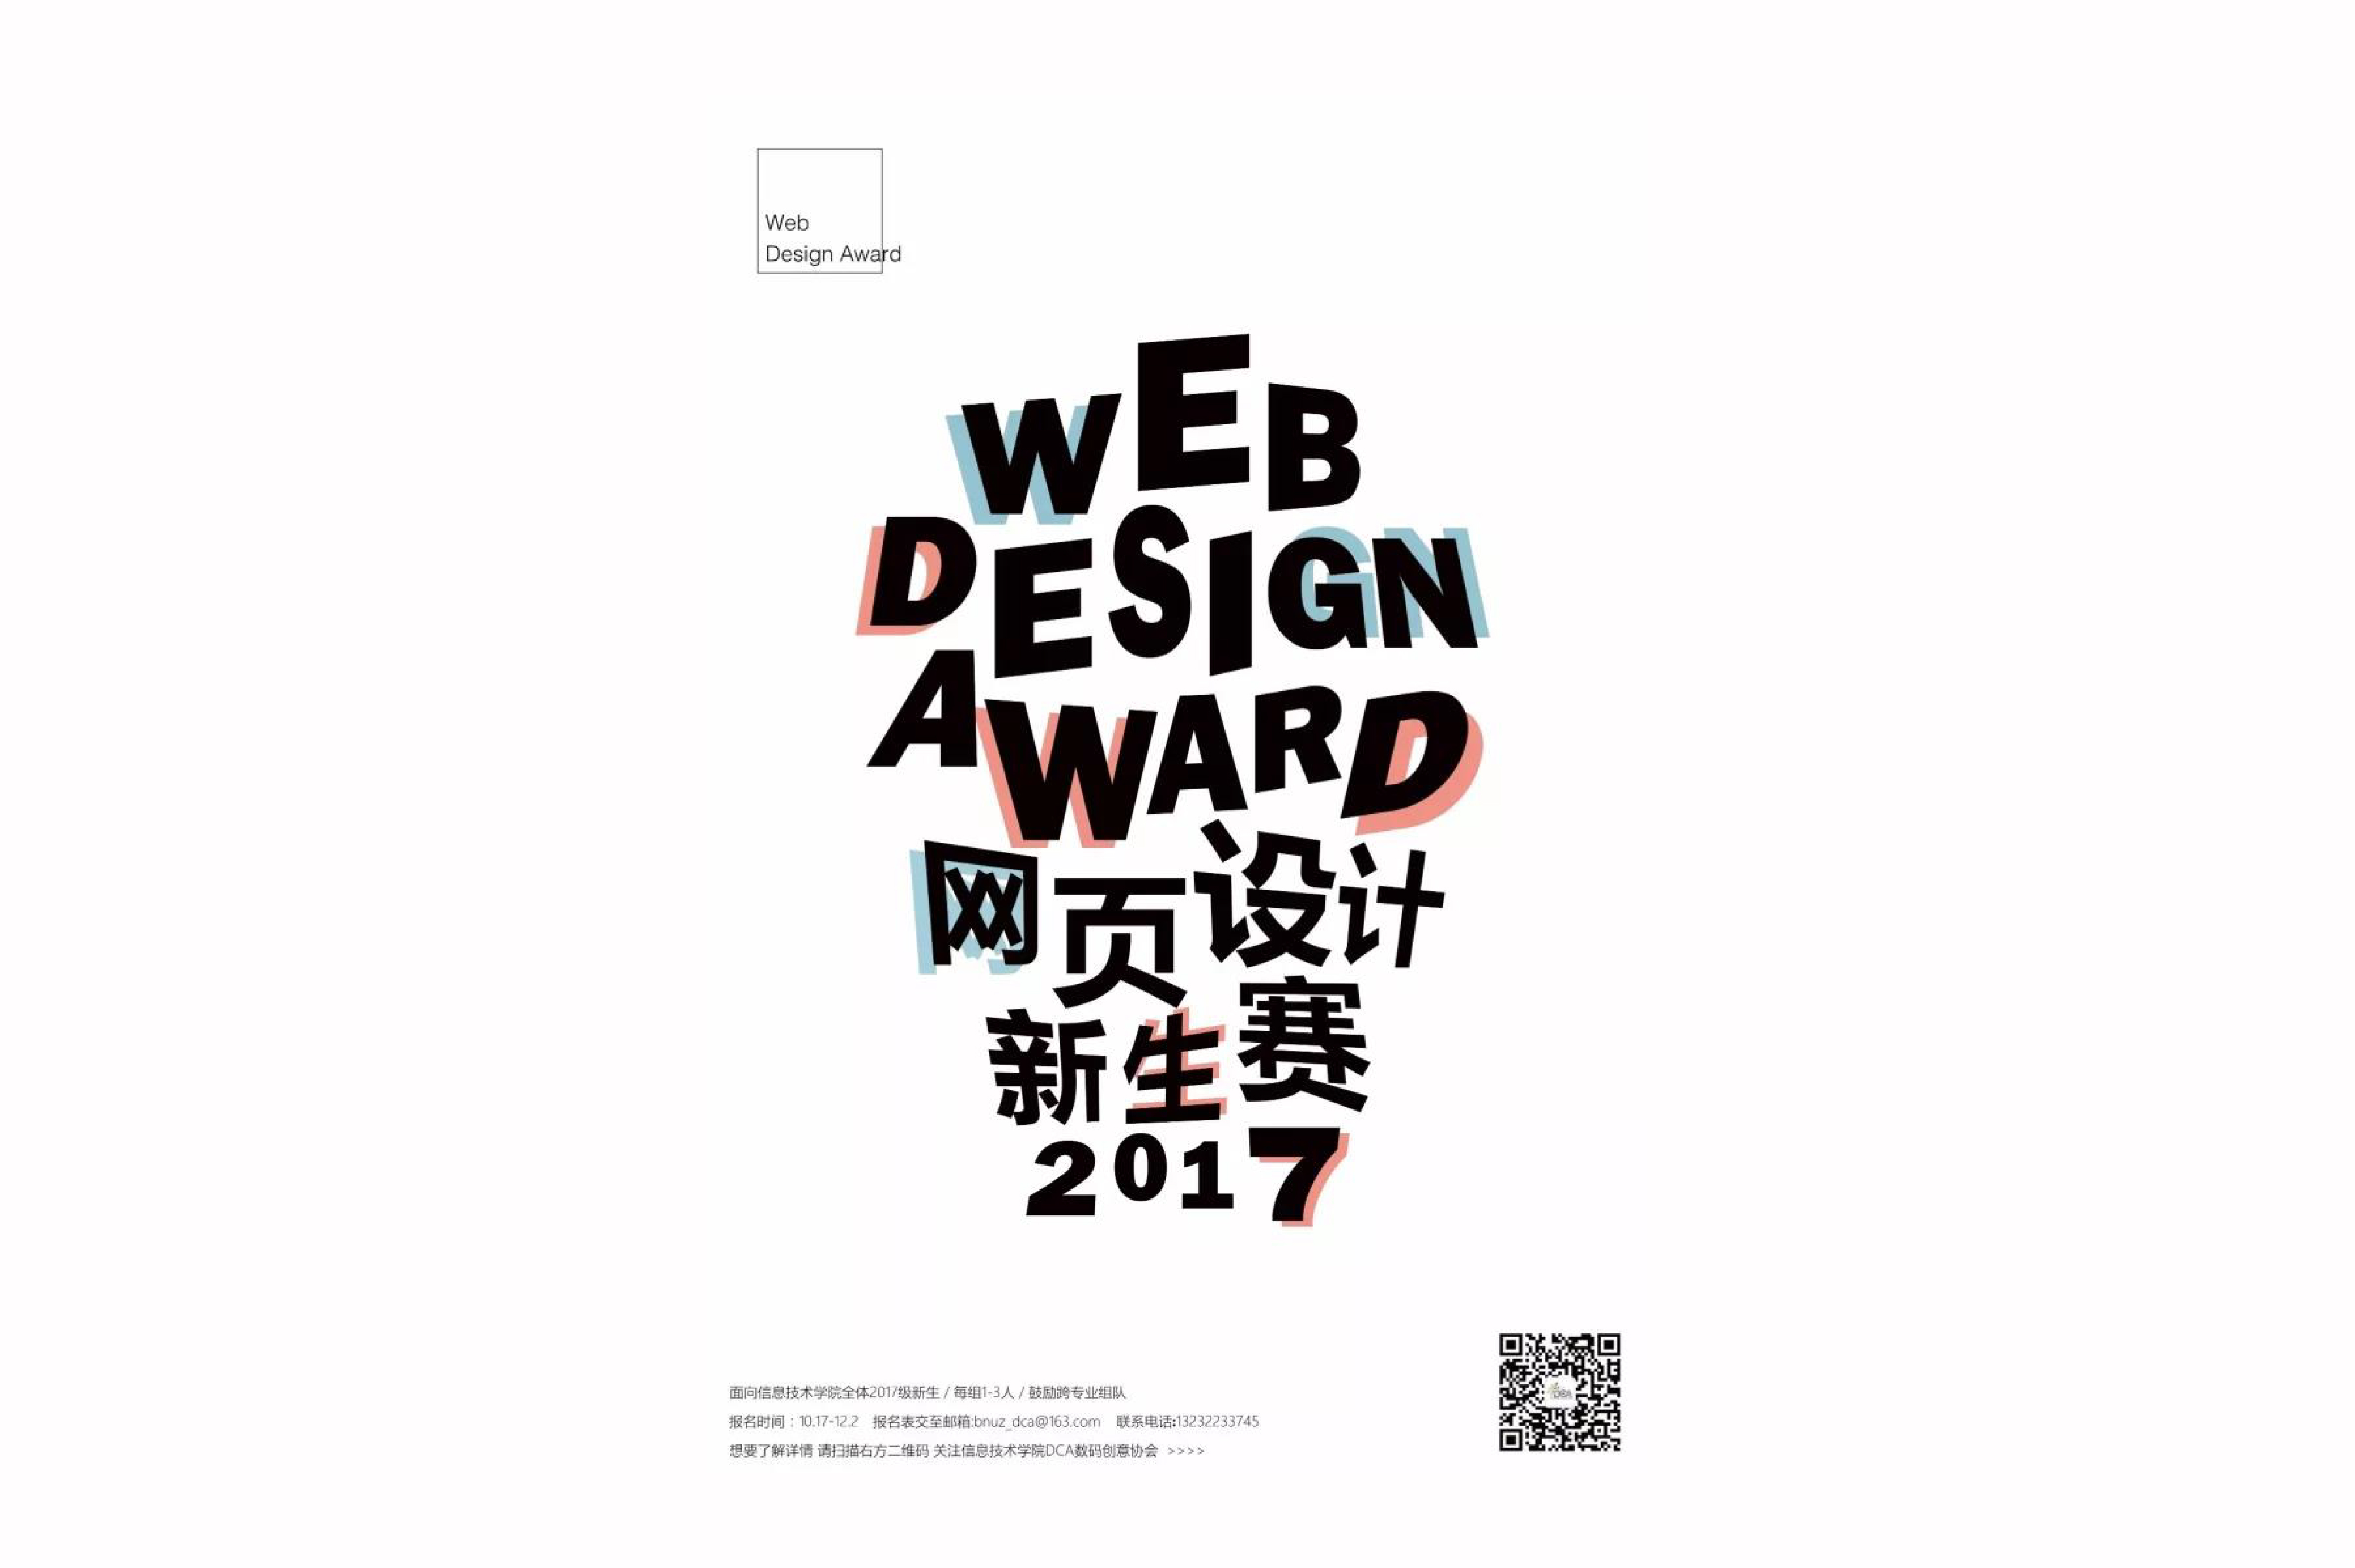 Web
Design Award
WEB
DESIGN
AWARD
网页设计
新生赛
2017
面向信息技术学院全体2017级新生 / 每组1-3人 / 鼓励跨专业组队
报名时间：10.17-12.2 报名表交至邮箱:bnuz_dca@163.com 联系电话:13232233745
想要了解详情 请扫描右方二维码 关注信息技术学院DCA数码创意协会 >>>>
DCA